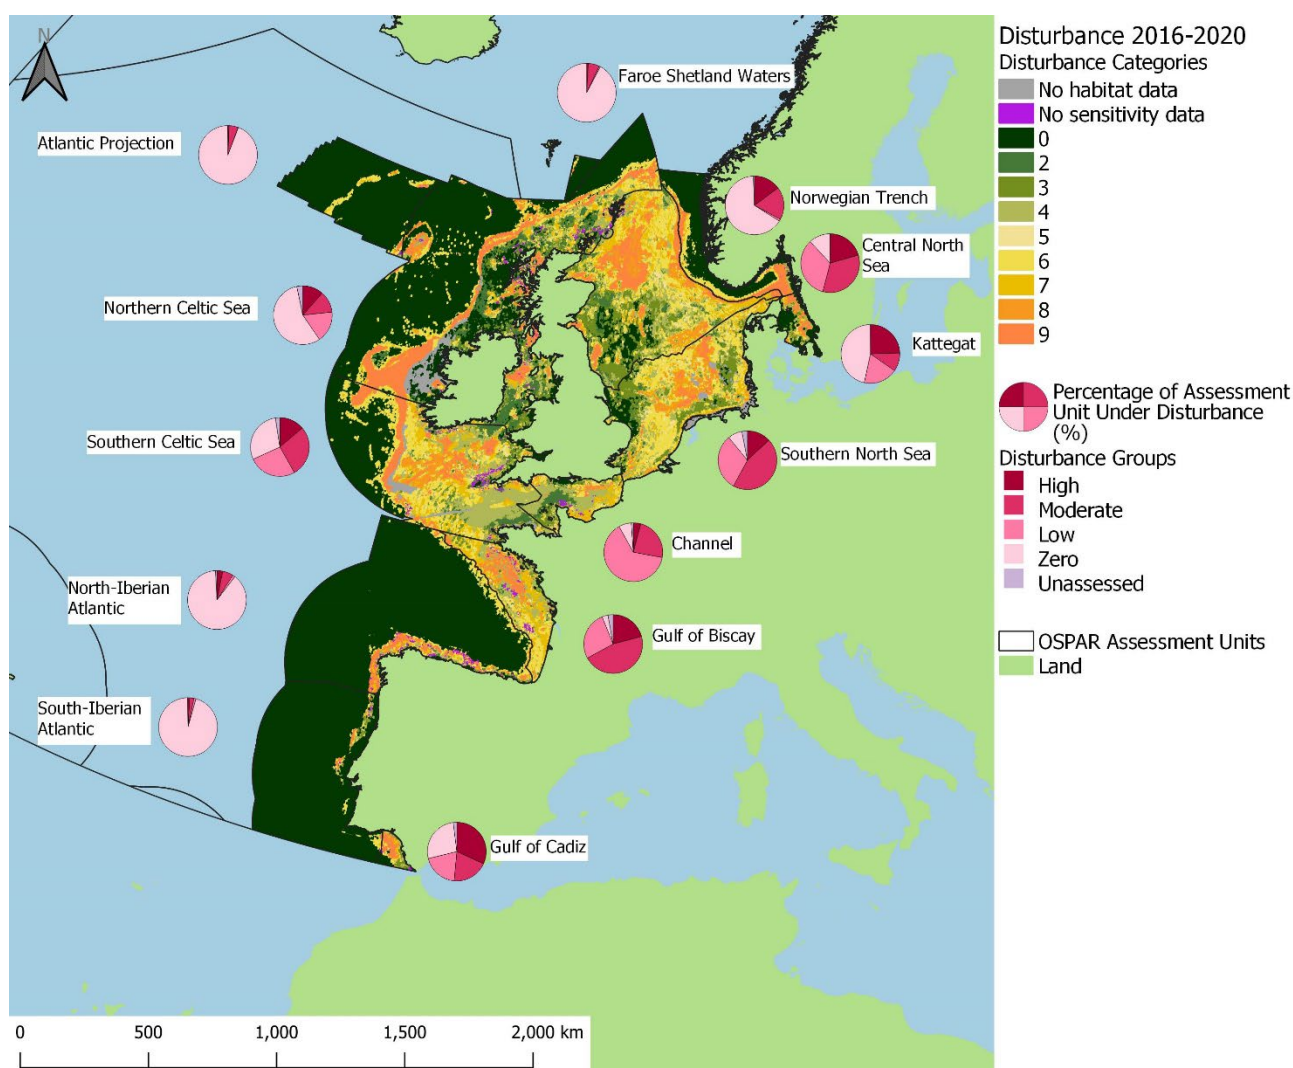 N
Faroe Shetland Waters
Atlantic Projection
Norwegian Trench
Central North
Sea
Northern Celtic Sea
Kattegat
Southern Celtic Sea
Southern North Sea
Channel
North-Iberian
Atlantic
Gulf of Biscay
South-Iberian
Atlantic
Gulf of Cadiz
0 500 1,000 1,500 2,000 km
Disturbance 2016-2020
Disturbance Categories
No habitat data
No sensitivity data
0
2
3
4
5
6
7
8
9
Percentage of Assessment
Unit Under Disturbance
(%)
Disturbance Groups
High
Moderate
Low
Zero
Unassessed
OSPAR Assessment Units
Land